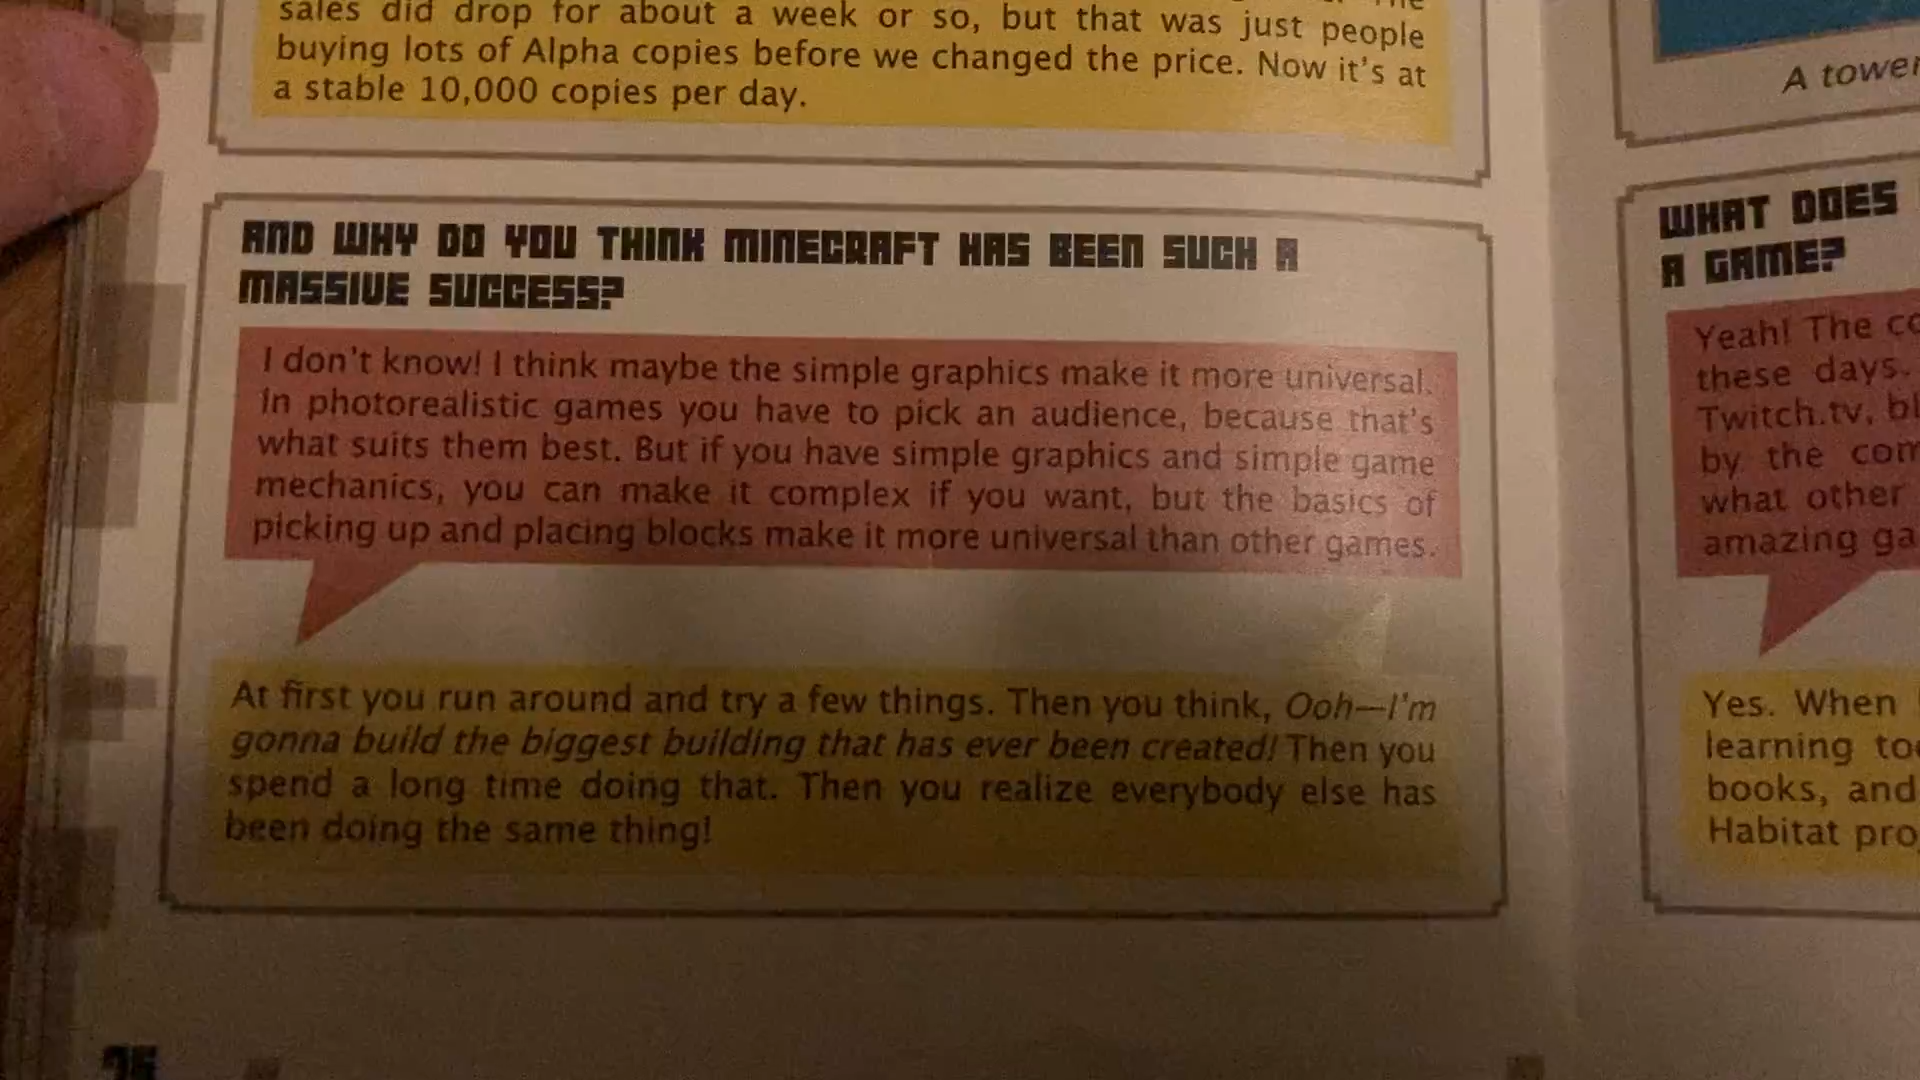 sales did drop for about a week or so, but that was just people
buying lots of Alpha copies before we changed the price. Now it's at
a stable 10,000 copies per day.
AND WHY DO YOU THINK MINECRAFT HAS BEEN SUCH A
MASSIVE SUCCESS?
I don't know! I think maybe the simple graphics make it more universal.
In photorealistic games you have to pick an audience, because that's
what suits them best. But if you have simple graphics and simple game
mechanics, you can make it complex if you want, but the basics of
picking up and placing blocks make it more universal than other games.
At first you run around and try a few things. Then you think, Ooh—I'm
gonna build the biggest building that has ever been created! Then you
spend a long time doing that. Then you realize everybody else has
been doing the same thing!
A tower
WHAT DOES
A GAME?
Yeah! The
these days.
Twitch.tv,
by the
what other
amazing
Yes. When
learning
books, and
Habitat